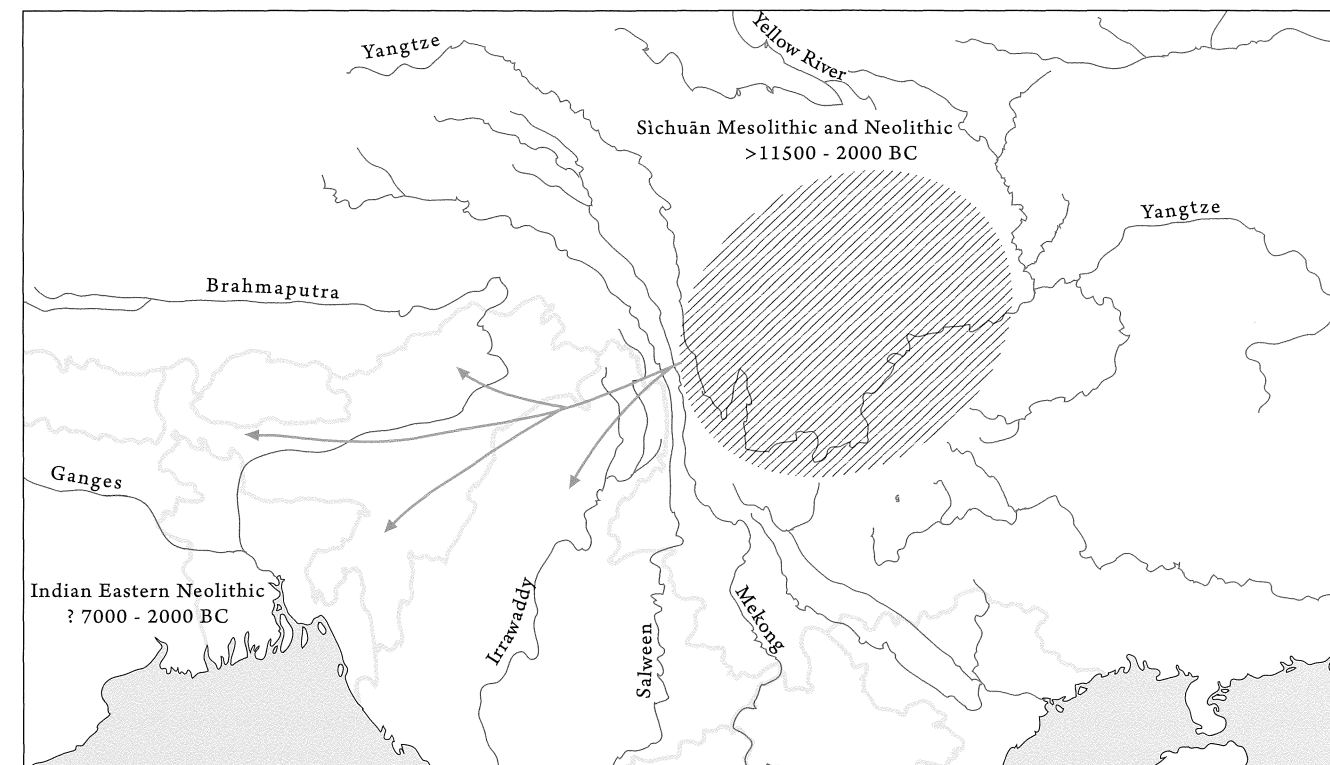 Yangtze
Yellow River
Sìchuān Mesolithic and Neolithic
>11500 - 2000 BC
Yangtze
Brahmaputra
Ganges
Indian Eastern Neolithic
? 7000 - 2000 BC
Irrawaddy
Salween
Mekong